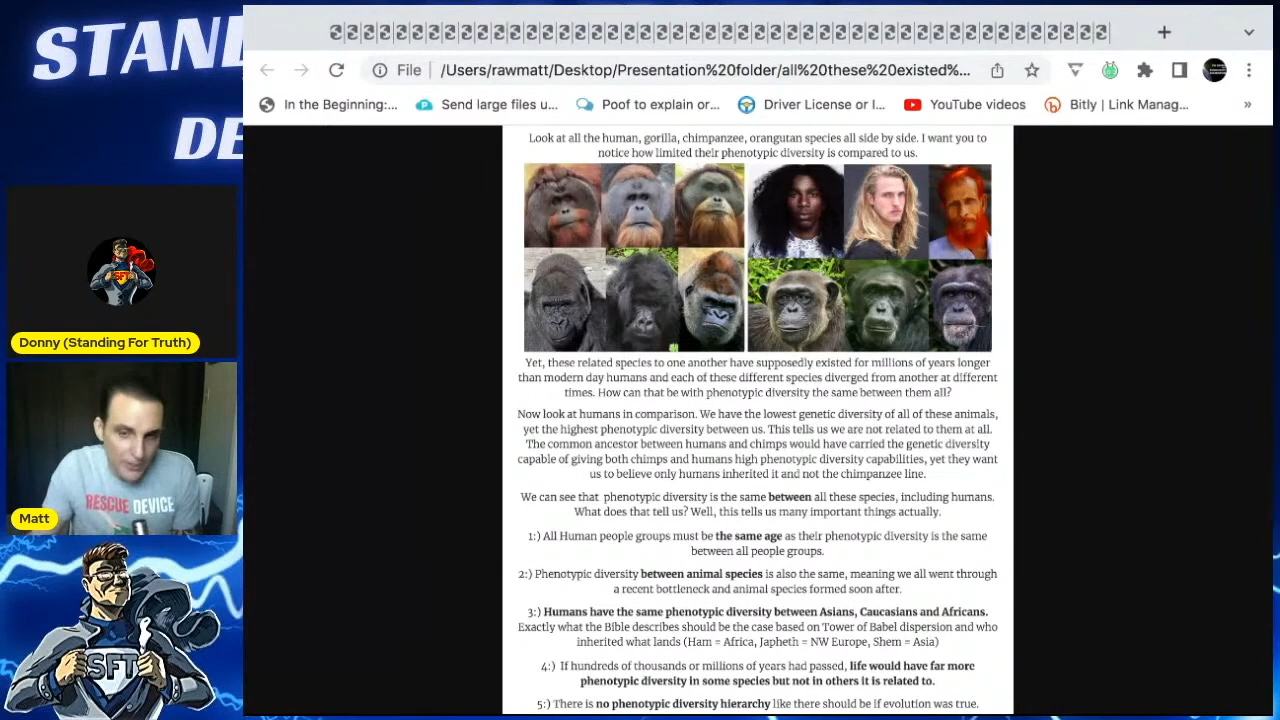 STAND
DE
File
/Users/rawmatt/Desktop/Presentation%20folder/all%20these%20existed%...
In the Beginning:...
Send large files u...
Poof to explain or...
Driver License or I...
YouTube videos
Bitly | Link Manag...
»
Look at all the human, gorilla, chimpanzee, orangutan species all side by side. I want you to
notice how limited their phenotypic diversity is compared to us.
Yet, these related species to one another have supposedly existed for millions of years longer
than modern day humans and each of these different species diverged from another at different
times. How can that be with phenotypic diversity the same between them all?
Now look at humans in comparison. We have the lowest genetic diversity of all of these animals,
yet the highest phenotypic diversity between us. This tells us we are not related to them at all.
The common ancestor between humans and chimps would have carried the genetic diversity
capable of giving both chimps and humans high phenotypic diversity capabilities, yet they want
us to believe only humans inherited it and not the chimpanzee line.
We can see that phenotypic diversity is the same between all these species, including humans.
What does that tell us? Well, this tells us many important things actually.
1:) All Human people groups must be the same age as their phenotypic diversity is the same
between all people groups.
2:) Phenotypic diversity between animal species is also the same, meaning we all went through
a recent bottleneck and animal species formed soon after.
3:) Humans have the same phenotypic diversity between Asians, Caucasians and Africans.
Exactly what the Bible describes should be the case based on Tower of Babel dispersion and who
inherited what lands (Ham = Africa, Japheth = NW Europe, Shem = Asia)
4:) If hundreds of thousands or millions of years had passed, life would have far more
phenotypic diversity in some species but not in others it is related to.
5:) There is no phenotypic diversity hierarchy like there should be if evolution was true.
Donny (Standing For Truth)
RESCUE DEVICE
Matt
SFT